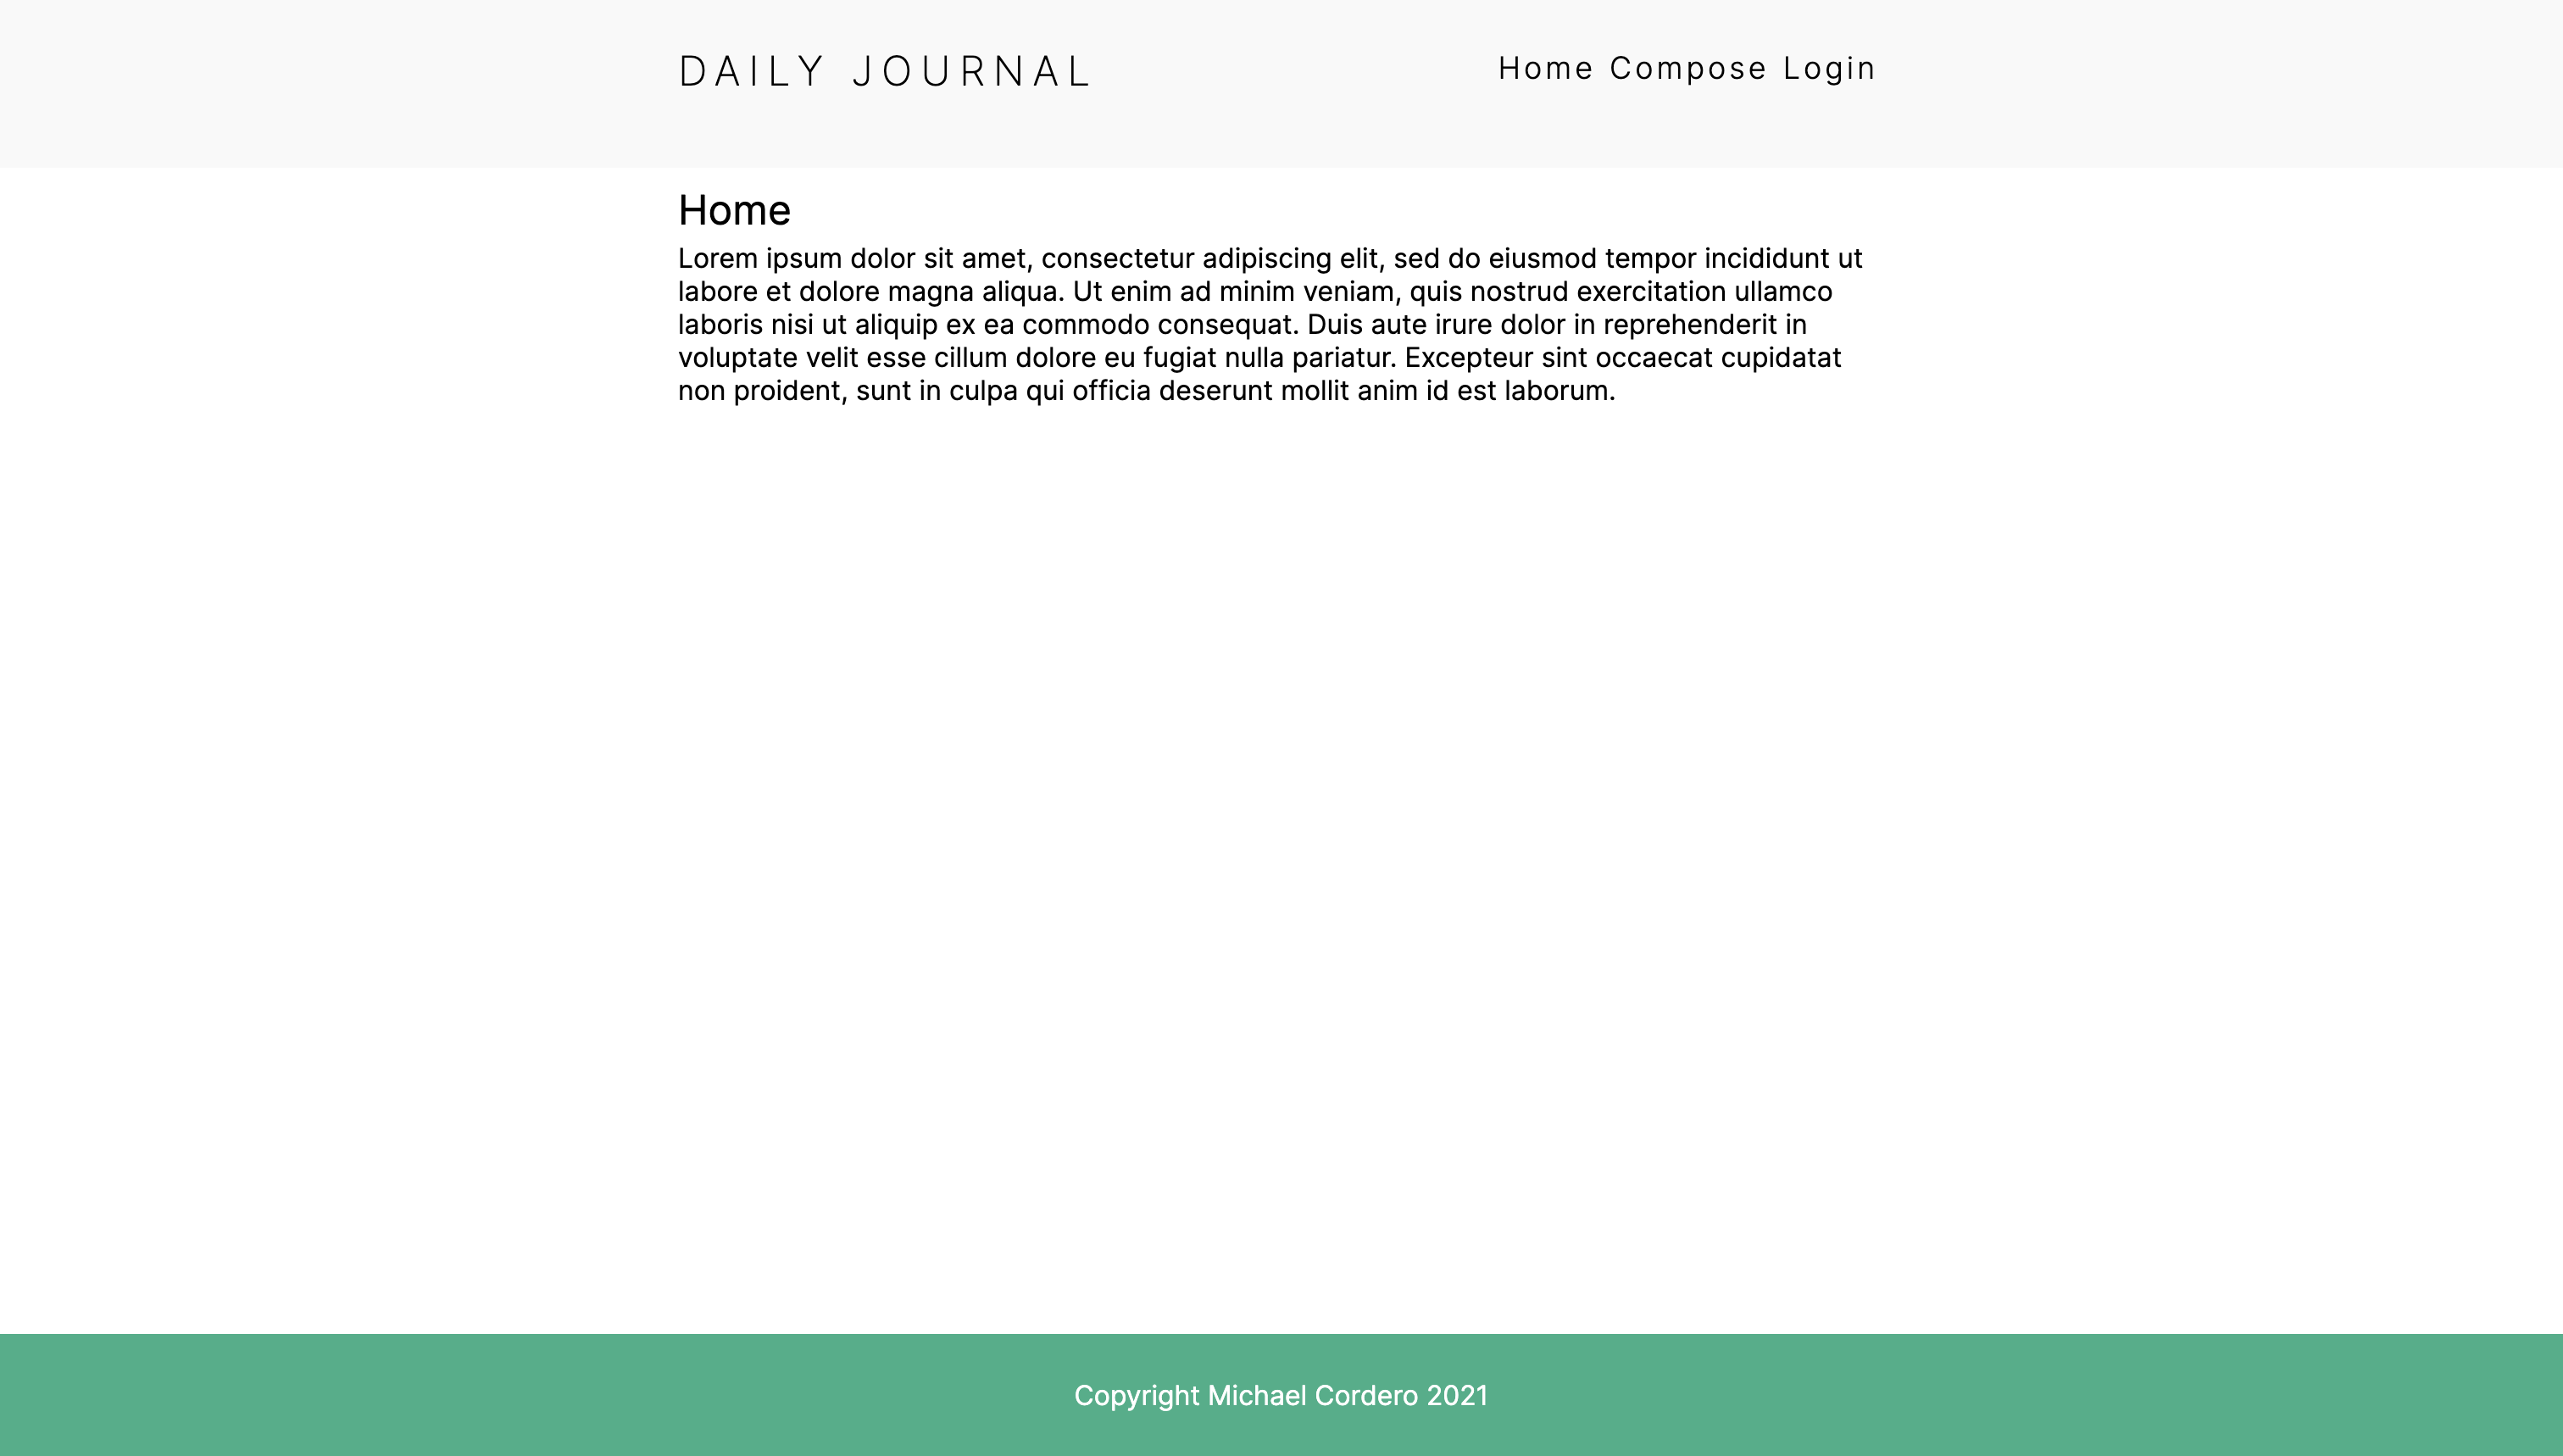 DAILY JOURNAL
Home Compose Login
Home
Lorem ipsum dolor sit amet, consectetur adipiscing elit, sed do eiusmod tempor incididunt ut
labore et dolore magna aliqua. Ut enim ad minim veniam, quis nostrud exercitation ullamco
laboris nisi ut aliquip ex ea commodo consequat. Duis aute irure dolor in reprehenderit in
voluptate velit esse cillum dolore eu fugiat nulla pariatur. Excepteur sint occaecat cupidatat
non proident, sunt in culpa qui officia deserunt mollit anim id est laborum.
Copyright Michael Cordero 2021